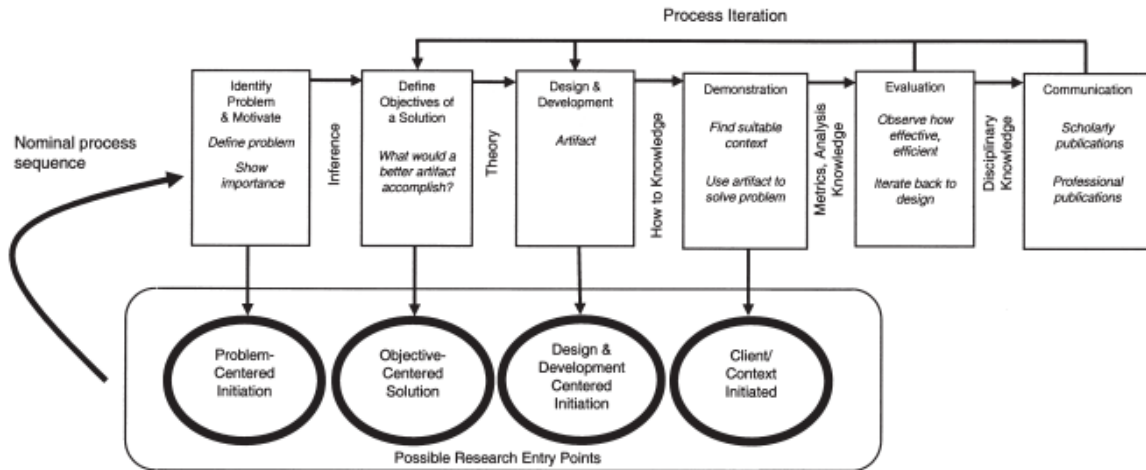 Process Iteration
Nominal process
sequence
Identify
Problem
& Motivate
Define problem
Show
importance
Inference
Define
Objectives of
a Solution
What would a
better artifact
accomplish?
Theory
Design &
Development
Artifact
How to Knowledge
Demonstration
Find suitable
context
Use artifact to
solve problem
Metrics, Analysis
Knowledge
Evaluation
Observe how
effective,
efficient
Iterate back to
design
Disciplinary
Knowledge
Communication
Scholarly
publications
Professional
publications
Problem-
Centered
Initiation
Objective-
Centered
Solution
Design &
Development
Centered
Initiation
Client/
Context
Initiated
Possible Research Entry Points